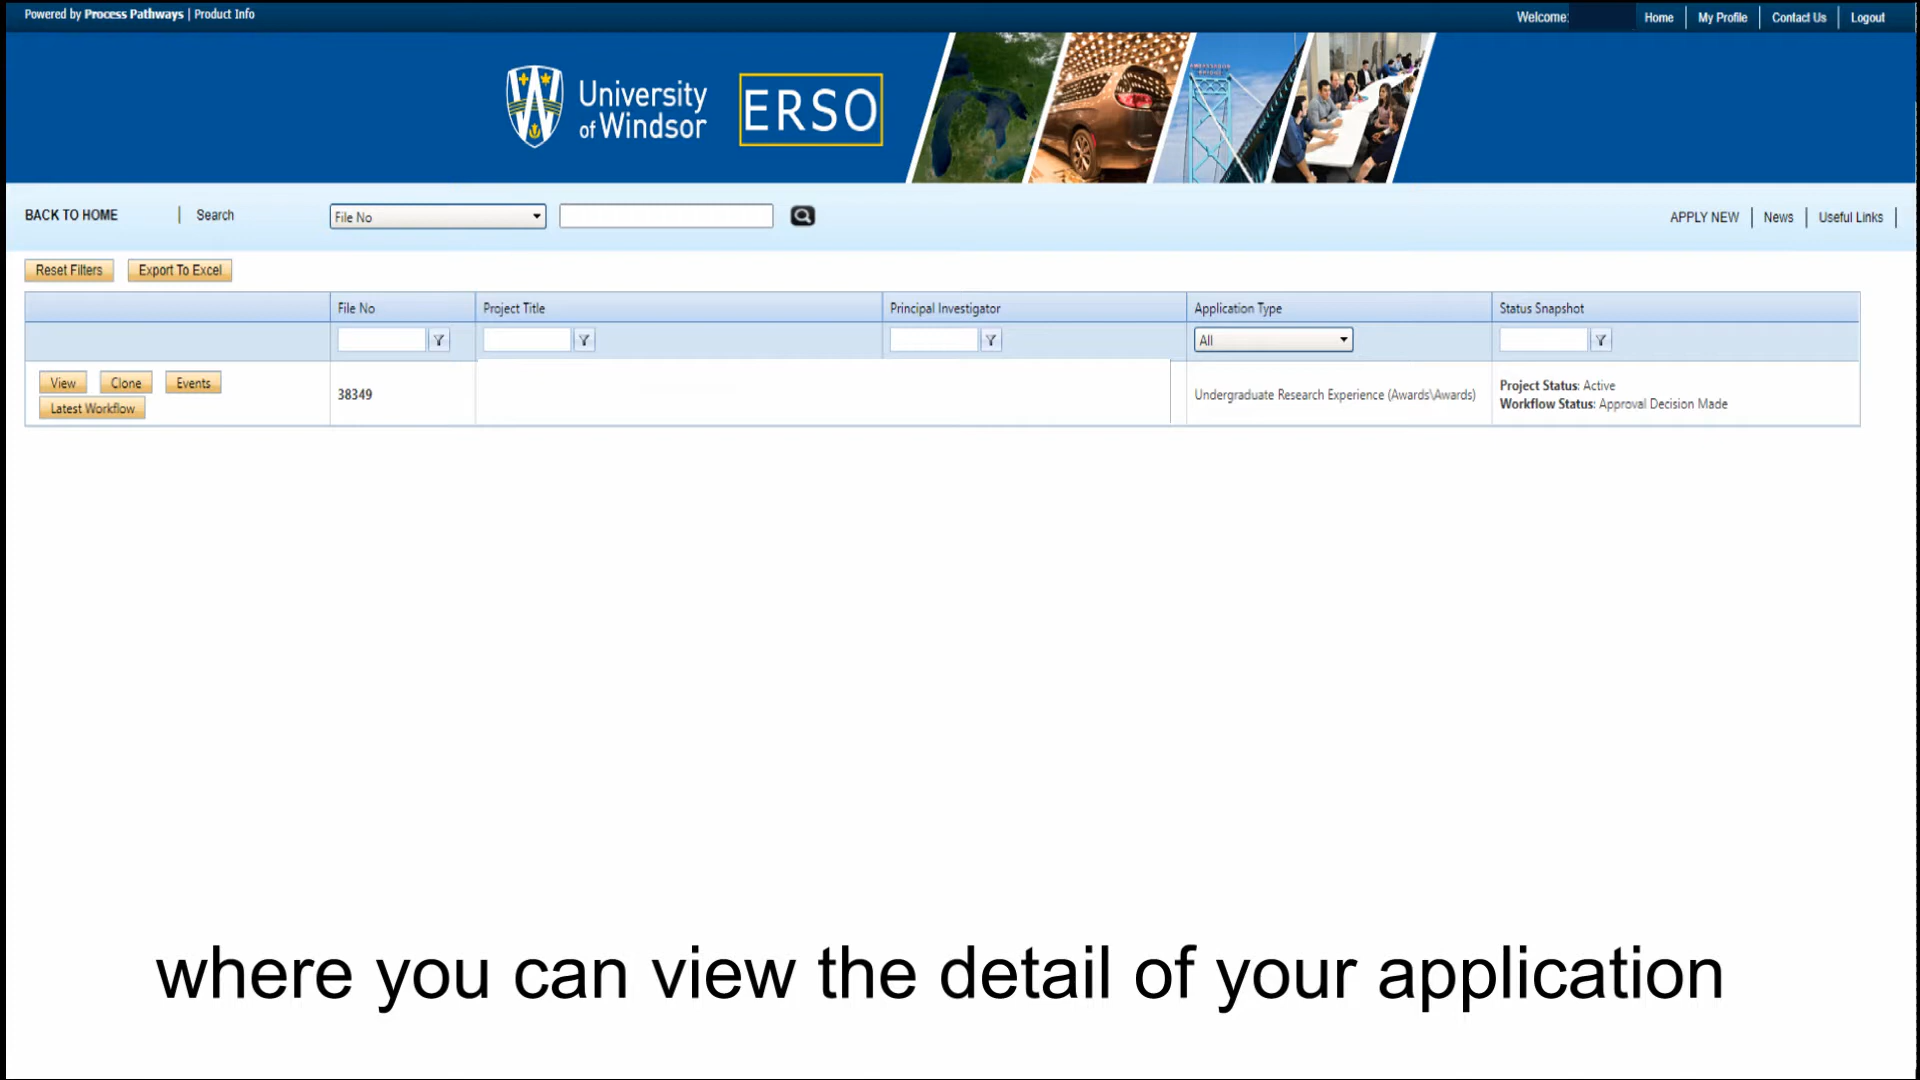 Powered by Process Pathways | Product Info
Welcome:
Home
My Profile
Contact Us
Logout
University
of Windsor
ERSO
BACK TO HOME
Search
File No
APPLY NEW
News
Useful Links
Reset Filters
Export To Excel
File No
Project Title
Principal Investigator
Application Type
Status Snapshot
All
View
Clone
Events
Latest Workflow
38349
Undergraduate Research Experience (Awards\Awards)
Project Status: Active
Workflow Status: Approval Decision Made
where you can view the detail of your application